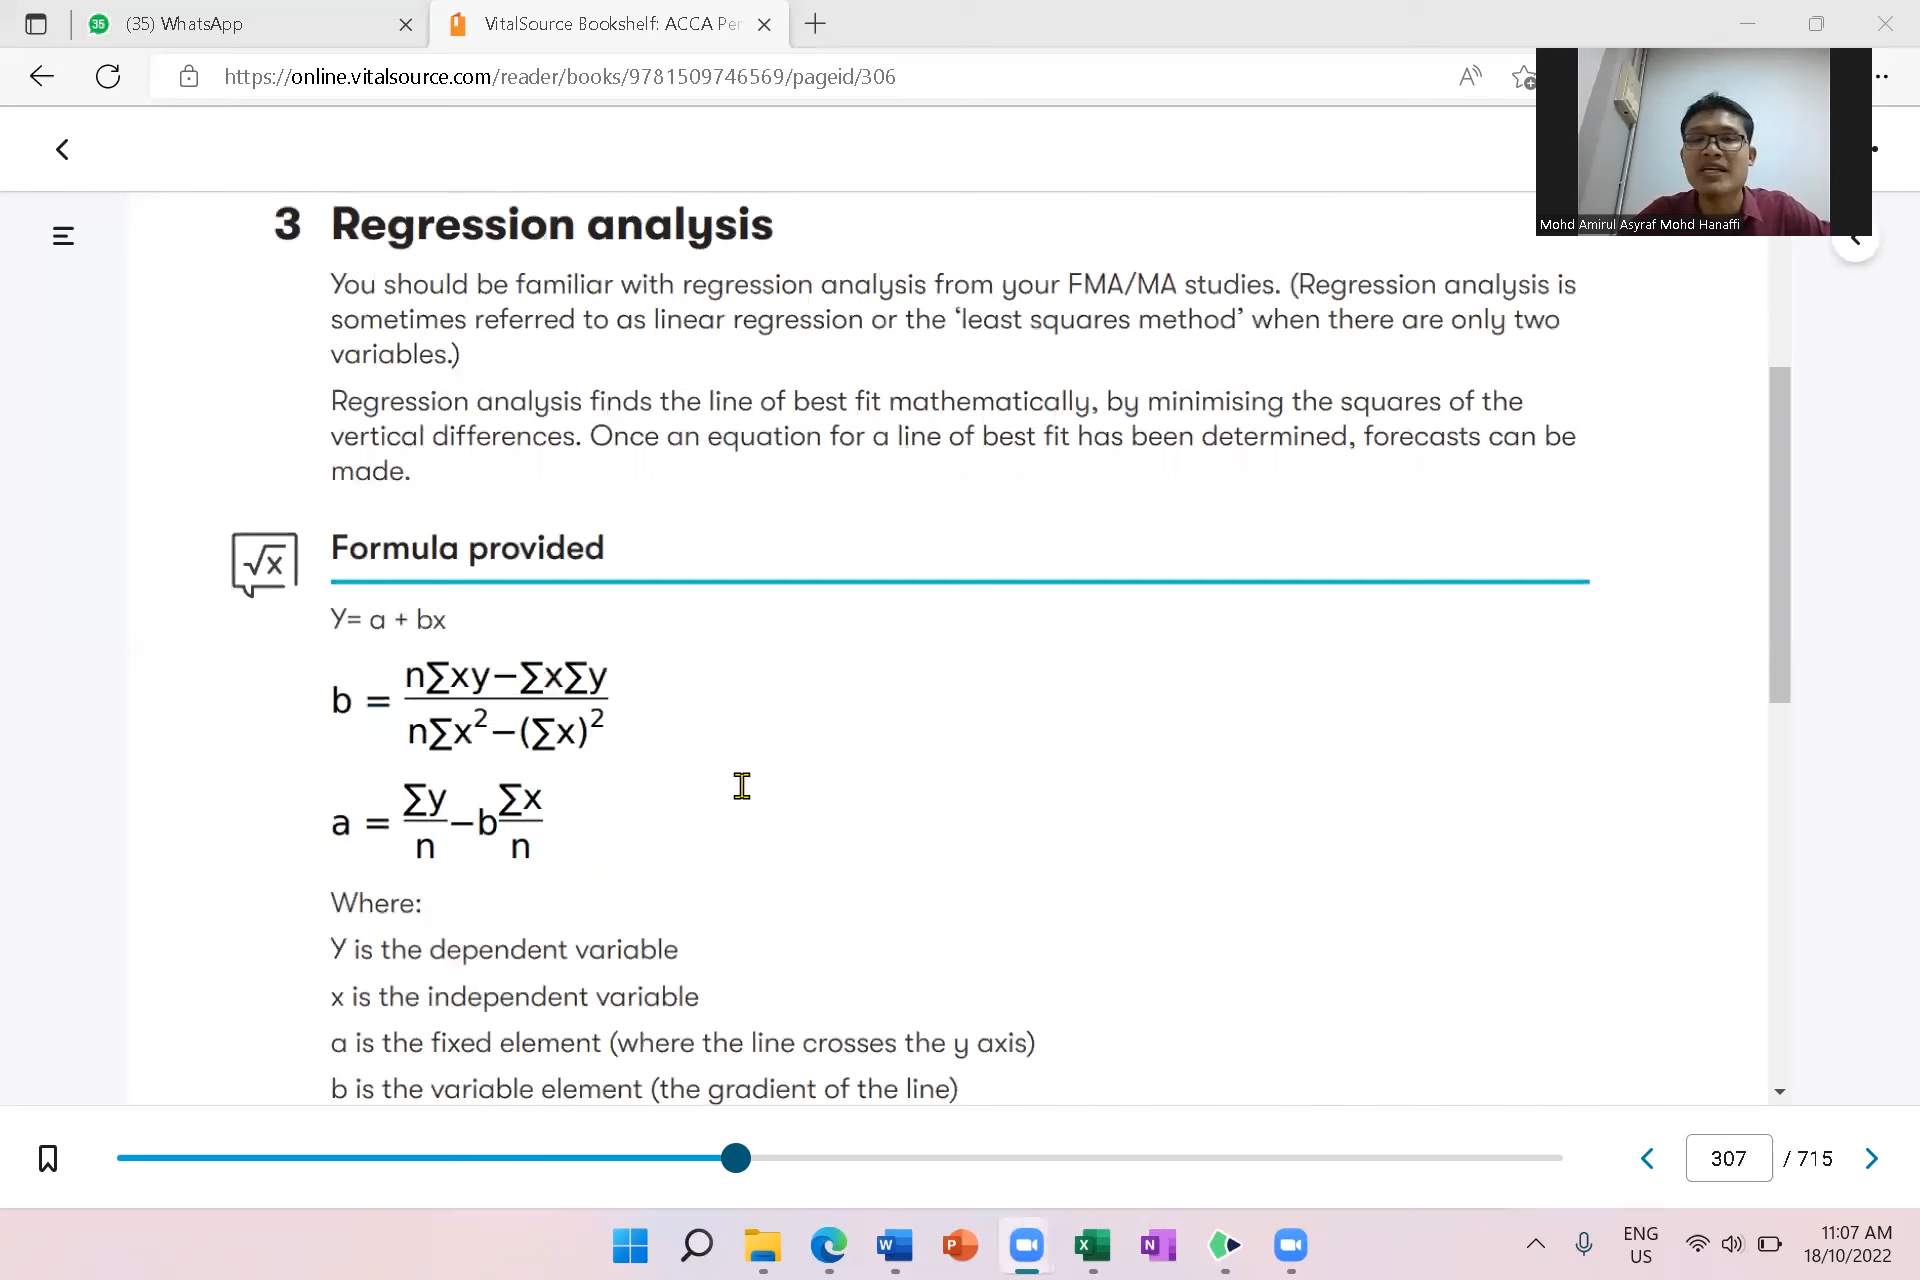 35 (35) WhatsApp
VitalSource Bookshelf: ACCA Per
https://online.vitalsource.com/reader/books/9781509746569/pageid/306
Mohd Amirul Asyraf Mohd Hanaffi
3 Regression analysis
You should be familiar with regression analysis from your FMA/MA studies. (Regression analysis is
sometimes referred to as linear regression or the ‘least squares method’ when there are only two
variables.)
Regression analysis finds the line of best fit mathematically, by minimising the squares of the
vertical differences. Once an equation for a line of best fit has been determined, forecasts can be
made.
√x Formula provided
Y= a + bx
b = n∑xy−∑x∑y / n∑x²−(∑x)²
a = ∑y/n −b ∑x/n
Where:
Y is the dependent variable
x is the independent variable
a is the fixed element (where the line crosses the y axis)
b is the variable element (the gradient of the line)
307 / 715
ENG 11:07 AM
US 18/10/2022